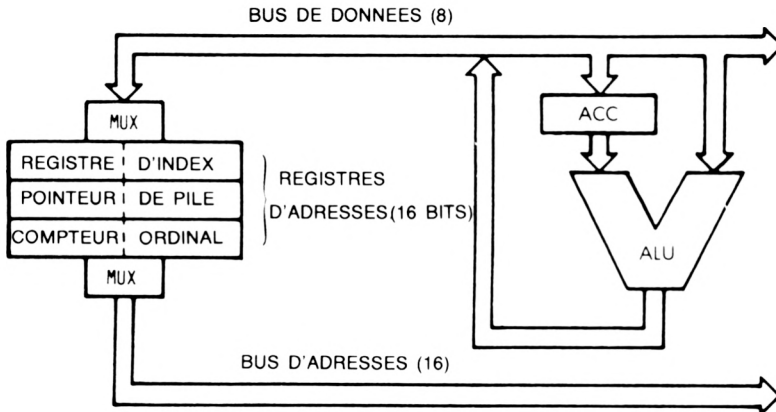 BUS DE DONNEES (8)
MUX
ACC
REGISTRE D'INDEX
POINTEUR DE PILE
COMPTEUR ORDINAL
REGISTRES
D'ADRESSES (16 BITS)
MUX
ALU
BUS D'ADRESSES (16)